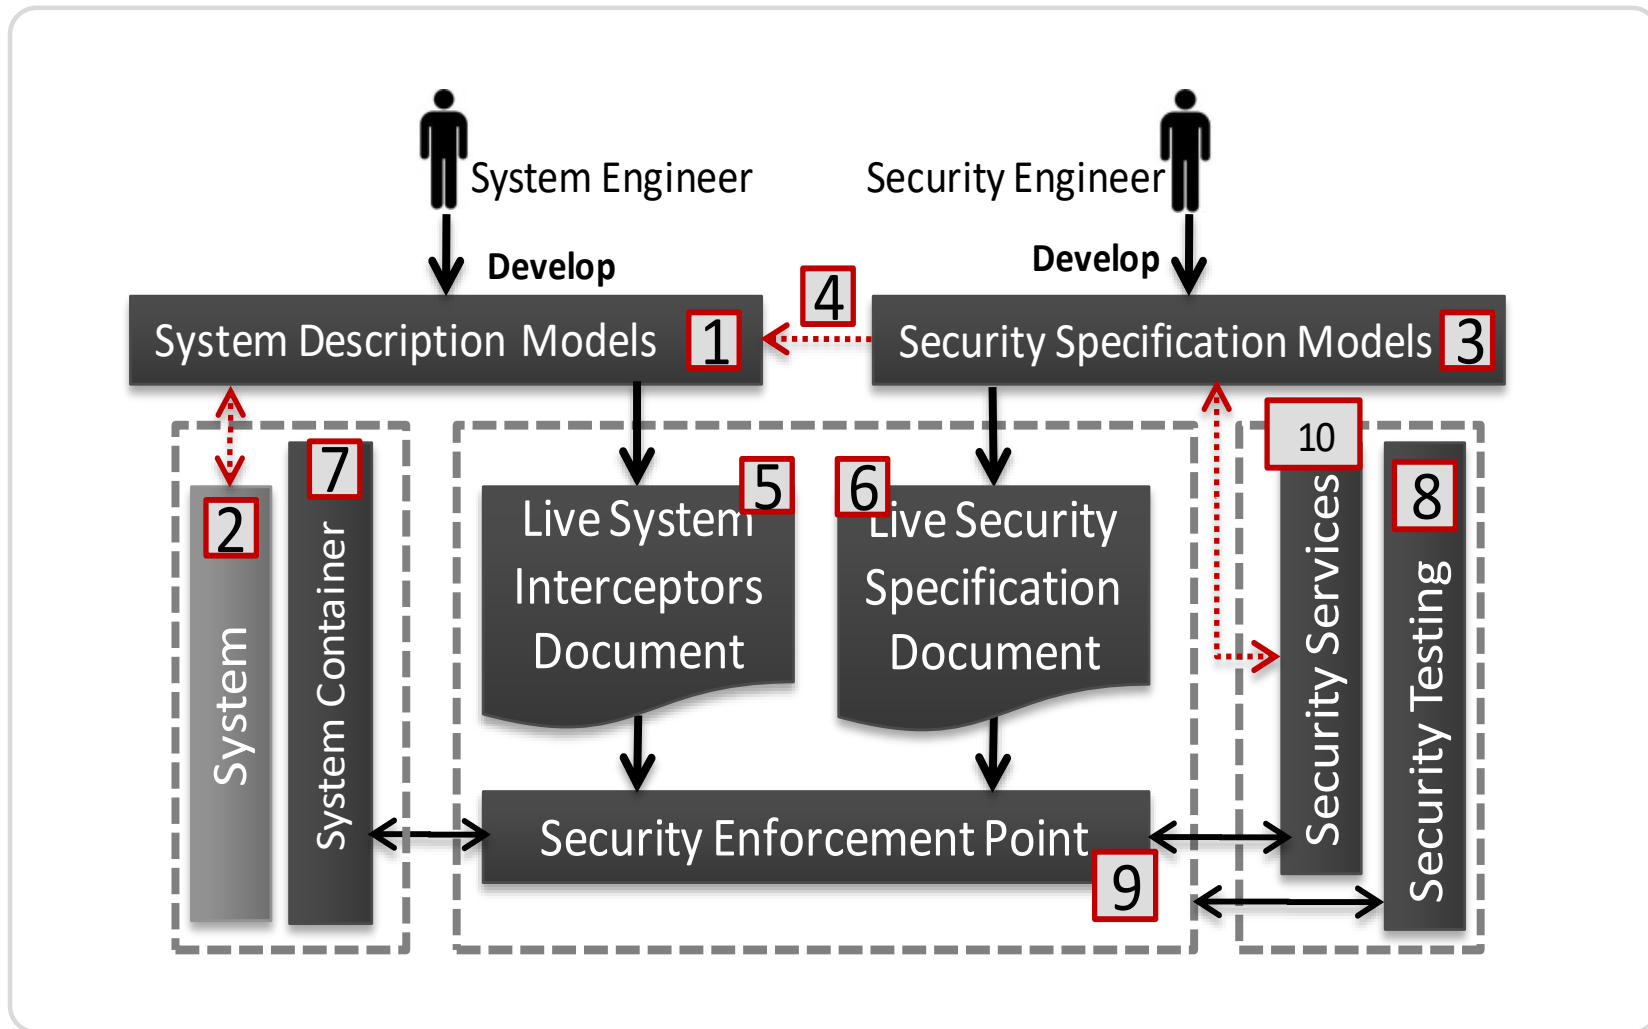 System Engineer
Security Engineer
Develop
Develop
4
System Description Models
1
Security Specification Models
3
2
System
7
System Container
5
Live System
Interceptors
Document
6
Live Security
Specification
Document
10
Security Services
8
Security Testing
Security Enforcement Point
9